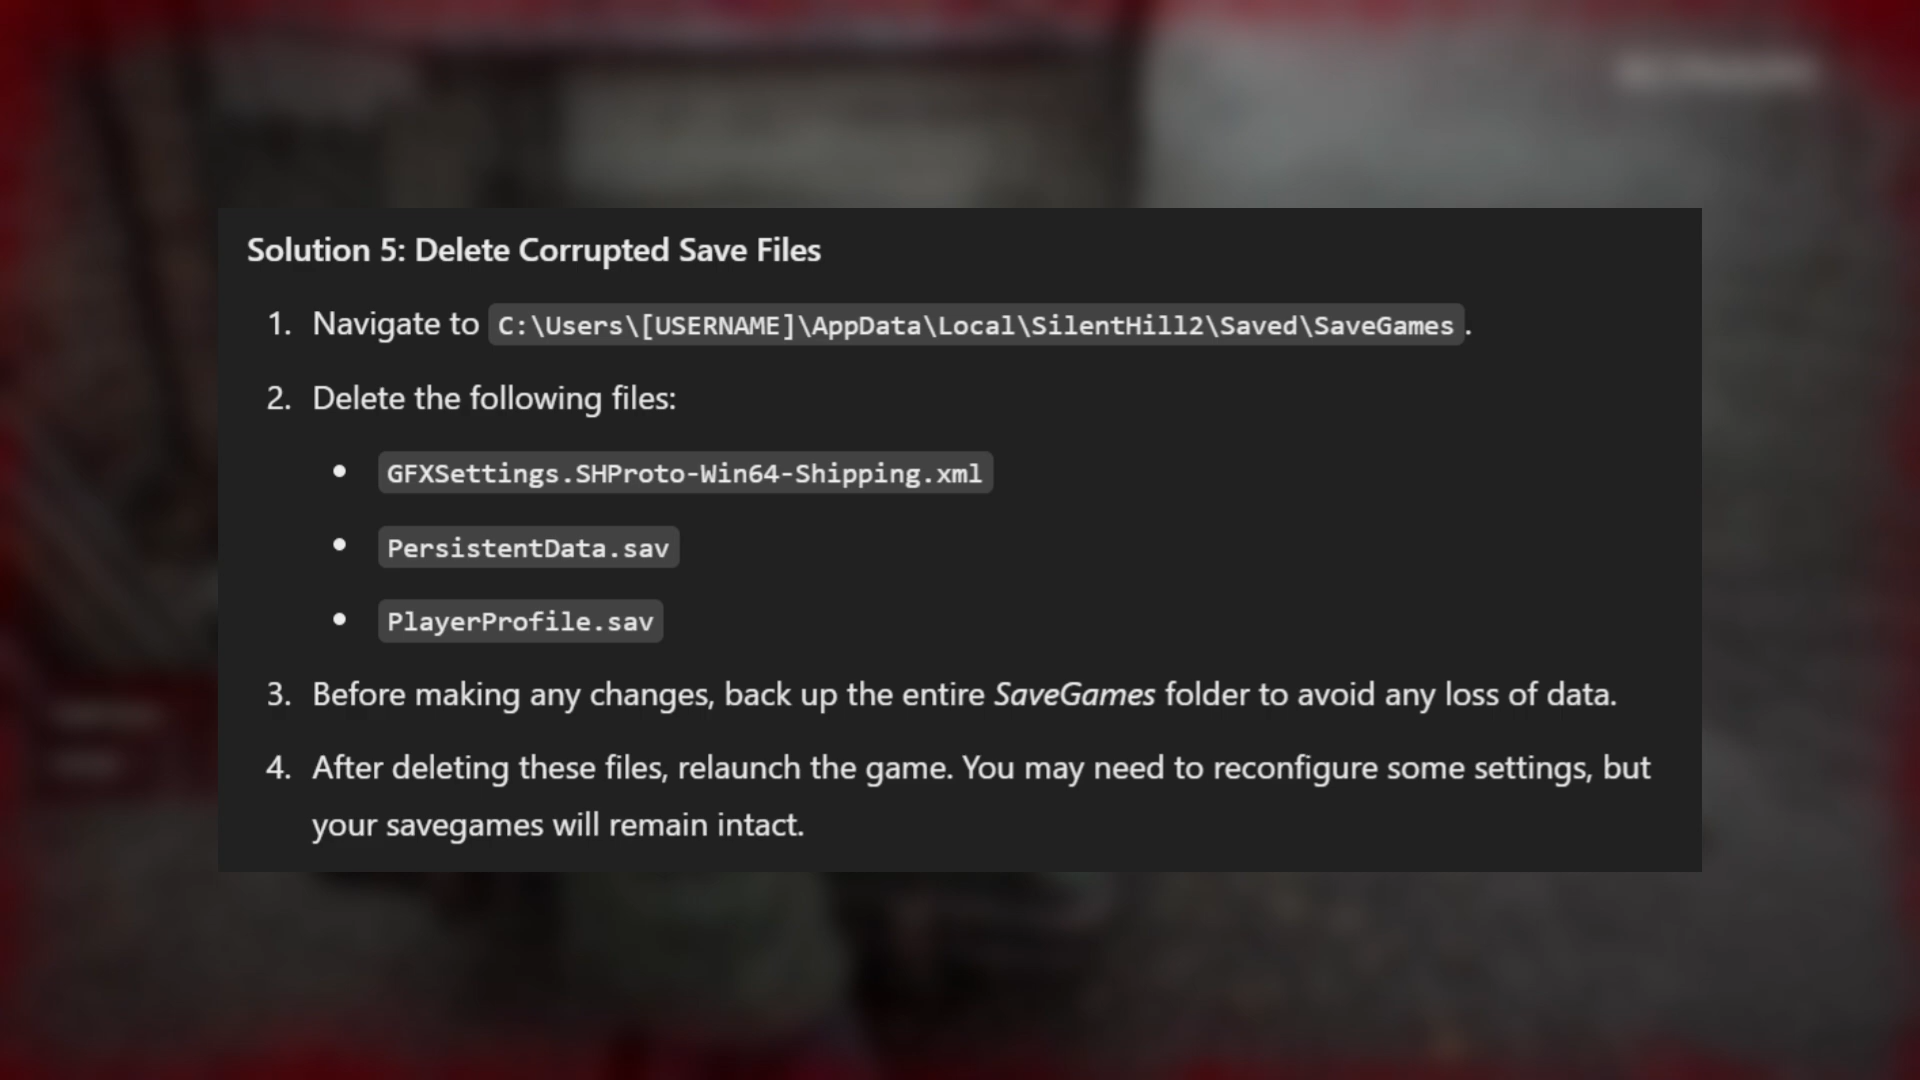 Solution 5: Delete Corrupted Save Files
1. Navigate to C:\Users\[USERNAME]\AppData\Local\SilentHill2\Saved\SaveGames.
2. Delete the following files:
• GFXSettings.SHProto-Win64-Shipping.xml
• PersistentData.sav
• PlayerProfile.sav
3. Before making any changes, back up the entire SaveGames folder to avoid any loss of data.
4. After deleting these files, relaunch the game. You may need to reconfigure some settings, but
your savegames will remain intact.